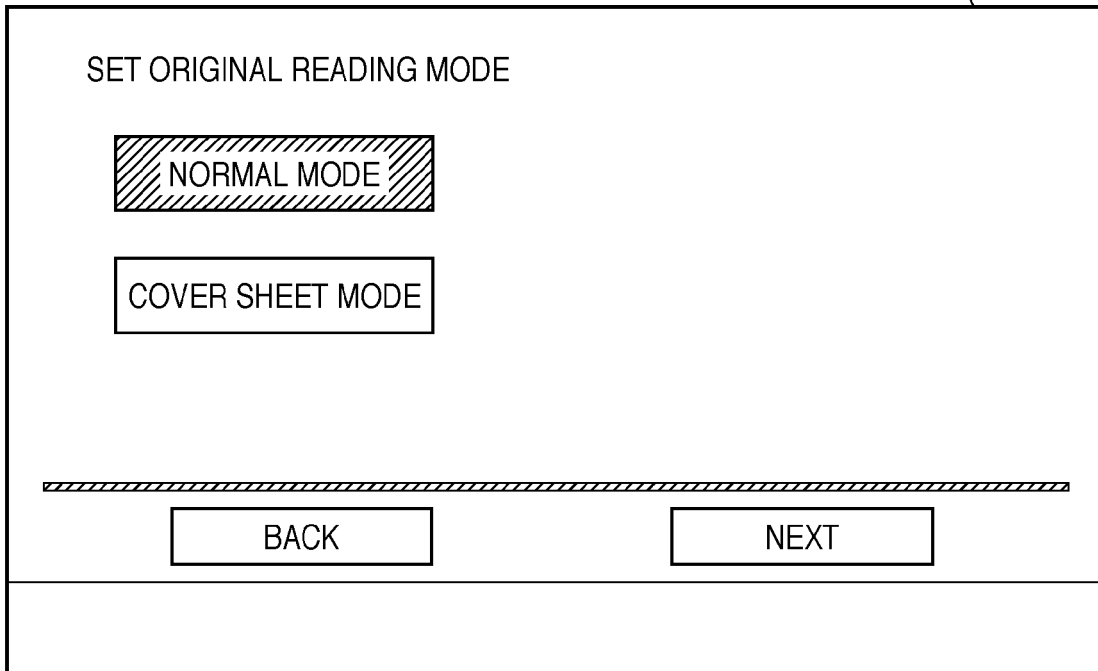 SET ORIGINAL READING MODE
NORMAL MODE
COVER SHEET MODE
BACK NEXT